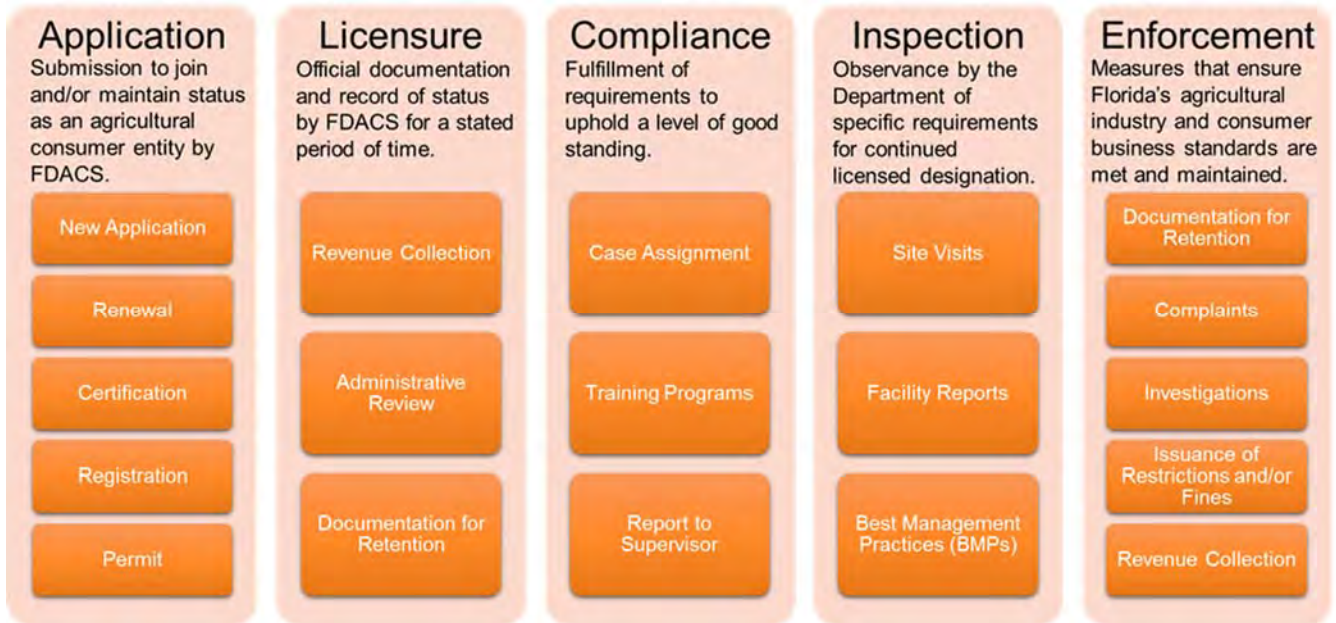 Application
Submission to join
and/or maintain status
as an agricultural
consumer entity by
FDACS.
New Application
Renewal
Certification
Registration
Permit
Licensure
Official documentation
and record of status
by FDACS for a stated
period of time.
Revenue Collection
Administrative
Review
Documentation for
Retention
Compliance
Fulfillment of
requirements to
uphold a level of good
standing.
Case Assignment
Training Programs
Report to
Supervisor
Inspection
Observance by the
Department of
specific requirements
for continued
licensed designation.
Site Visits
Facility Reports
Best Management
Practices (BMPs)
Enforcement
Measures that ensure
Florida's agricultural
industry and consumer
business standards are
met and maintained.
Documentation for
Retention
Complaints
Investigations
Issuance of
Restrictions and/or
Fines
Revenue Collection